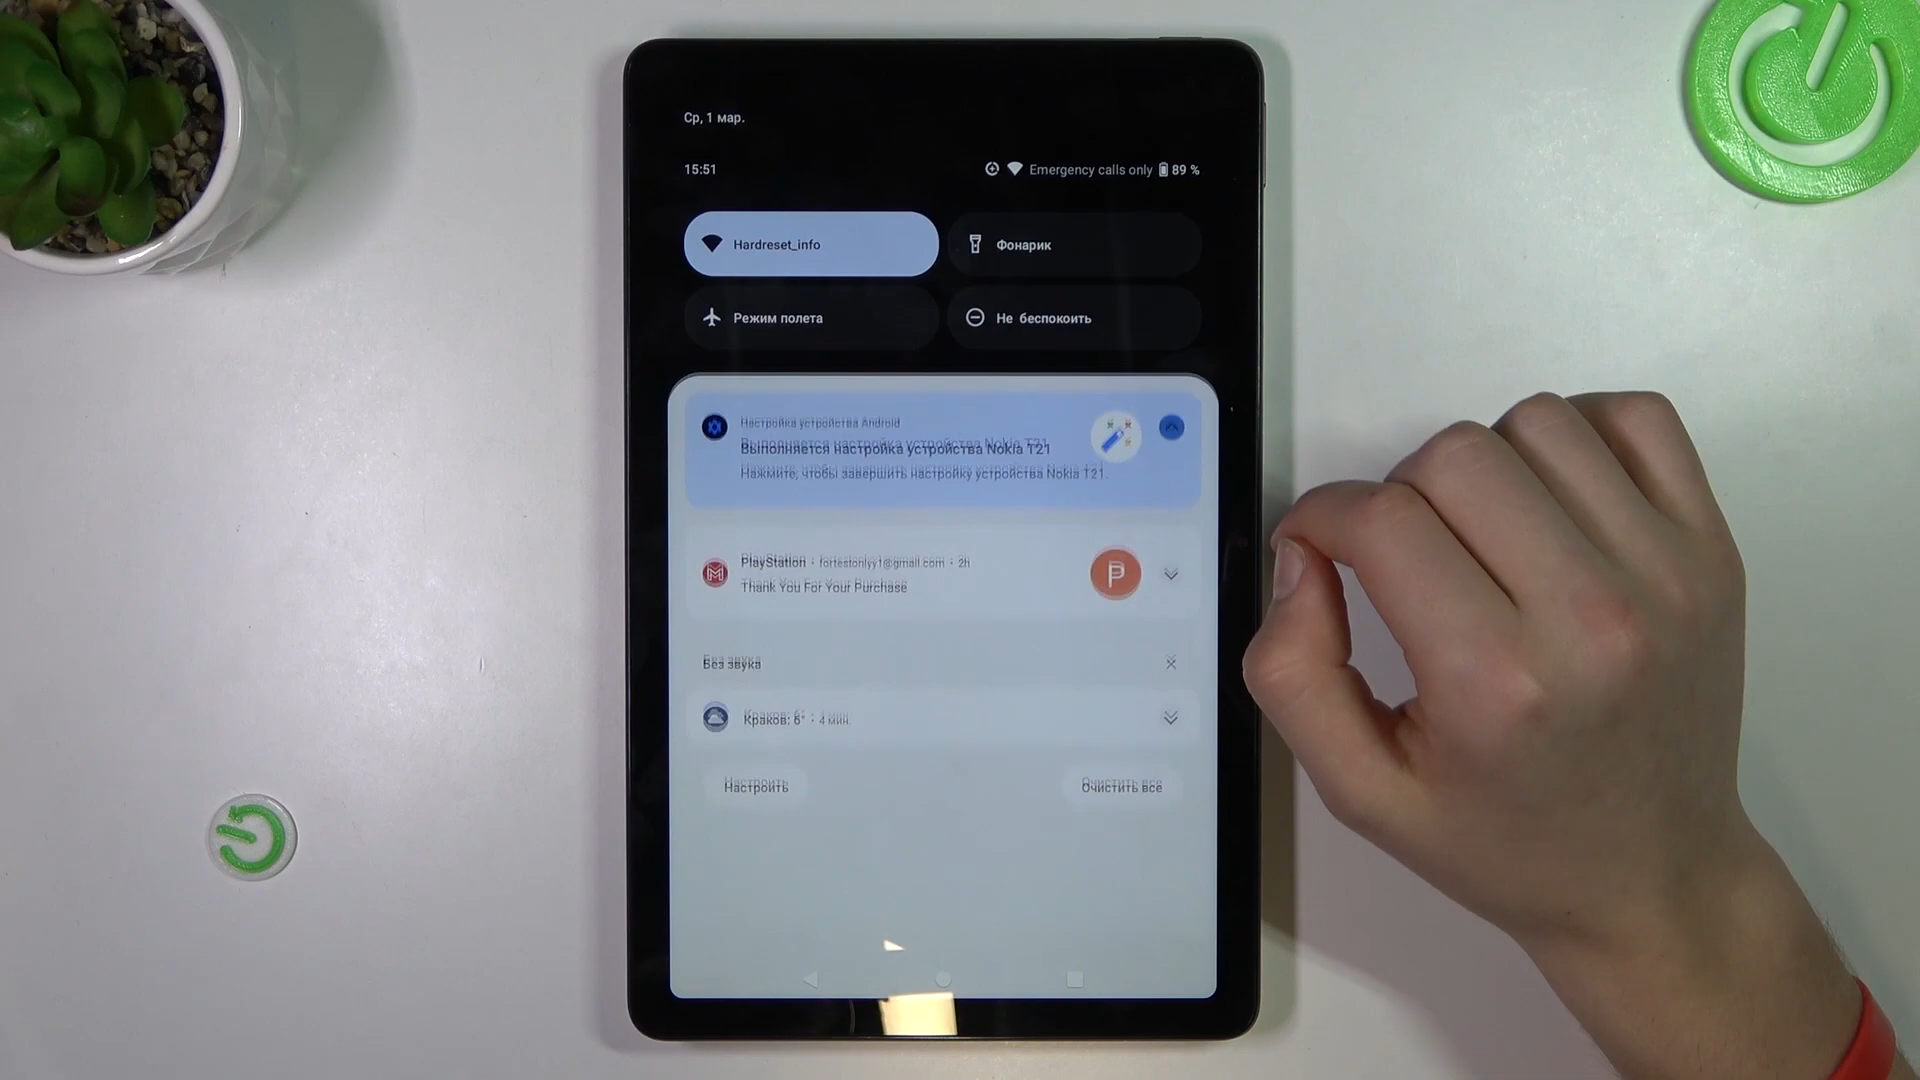 Ср, 1 мар.
15:51
Emergency calls only 89 %
Hardreset_info
Фонарик
Режим полета
Не беспокоить
Настройка устройства Android
Выполняется настройка устройства Nokia T21
Нажмите, чтобы завершить настройку устройства Nokia T21.
PlayStation · fortestonlyy1@gmail.com · 2h
Thank You For Your Purchase
P
Без звука
Краков: 6° · 4 мин.
Настроить
Очистить все